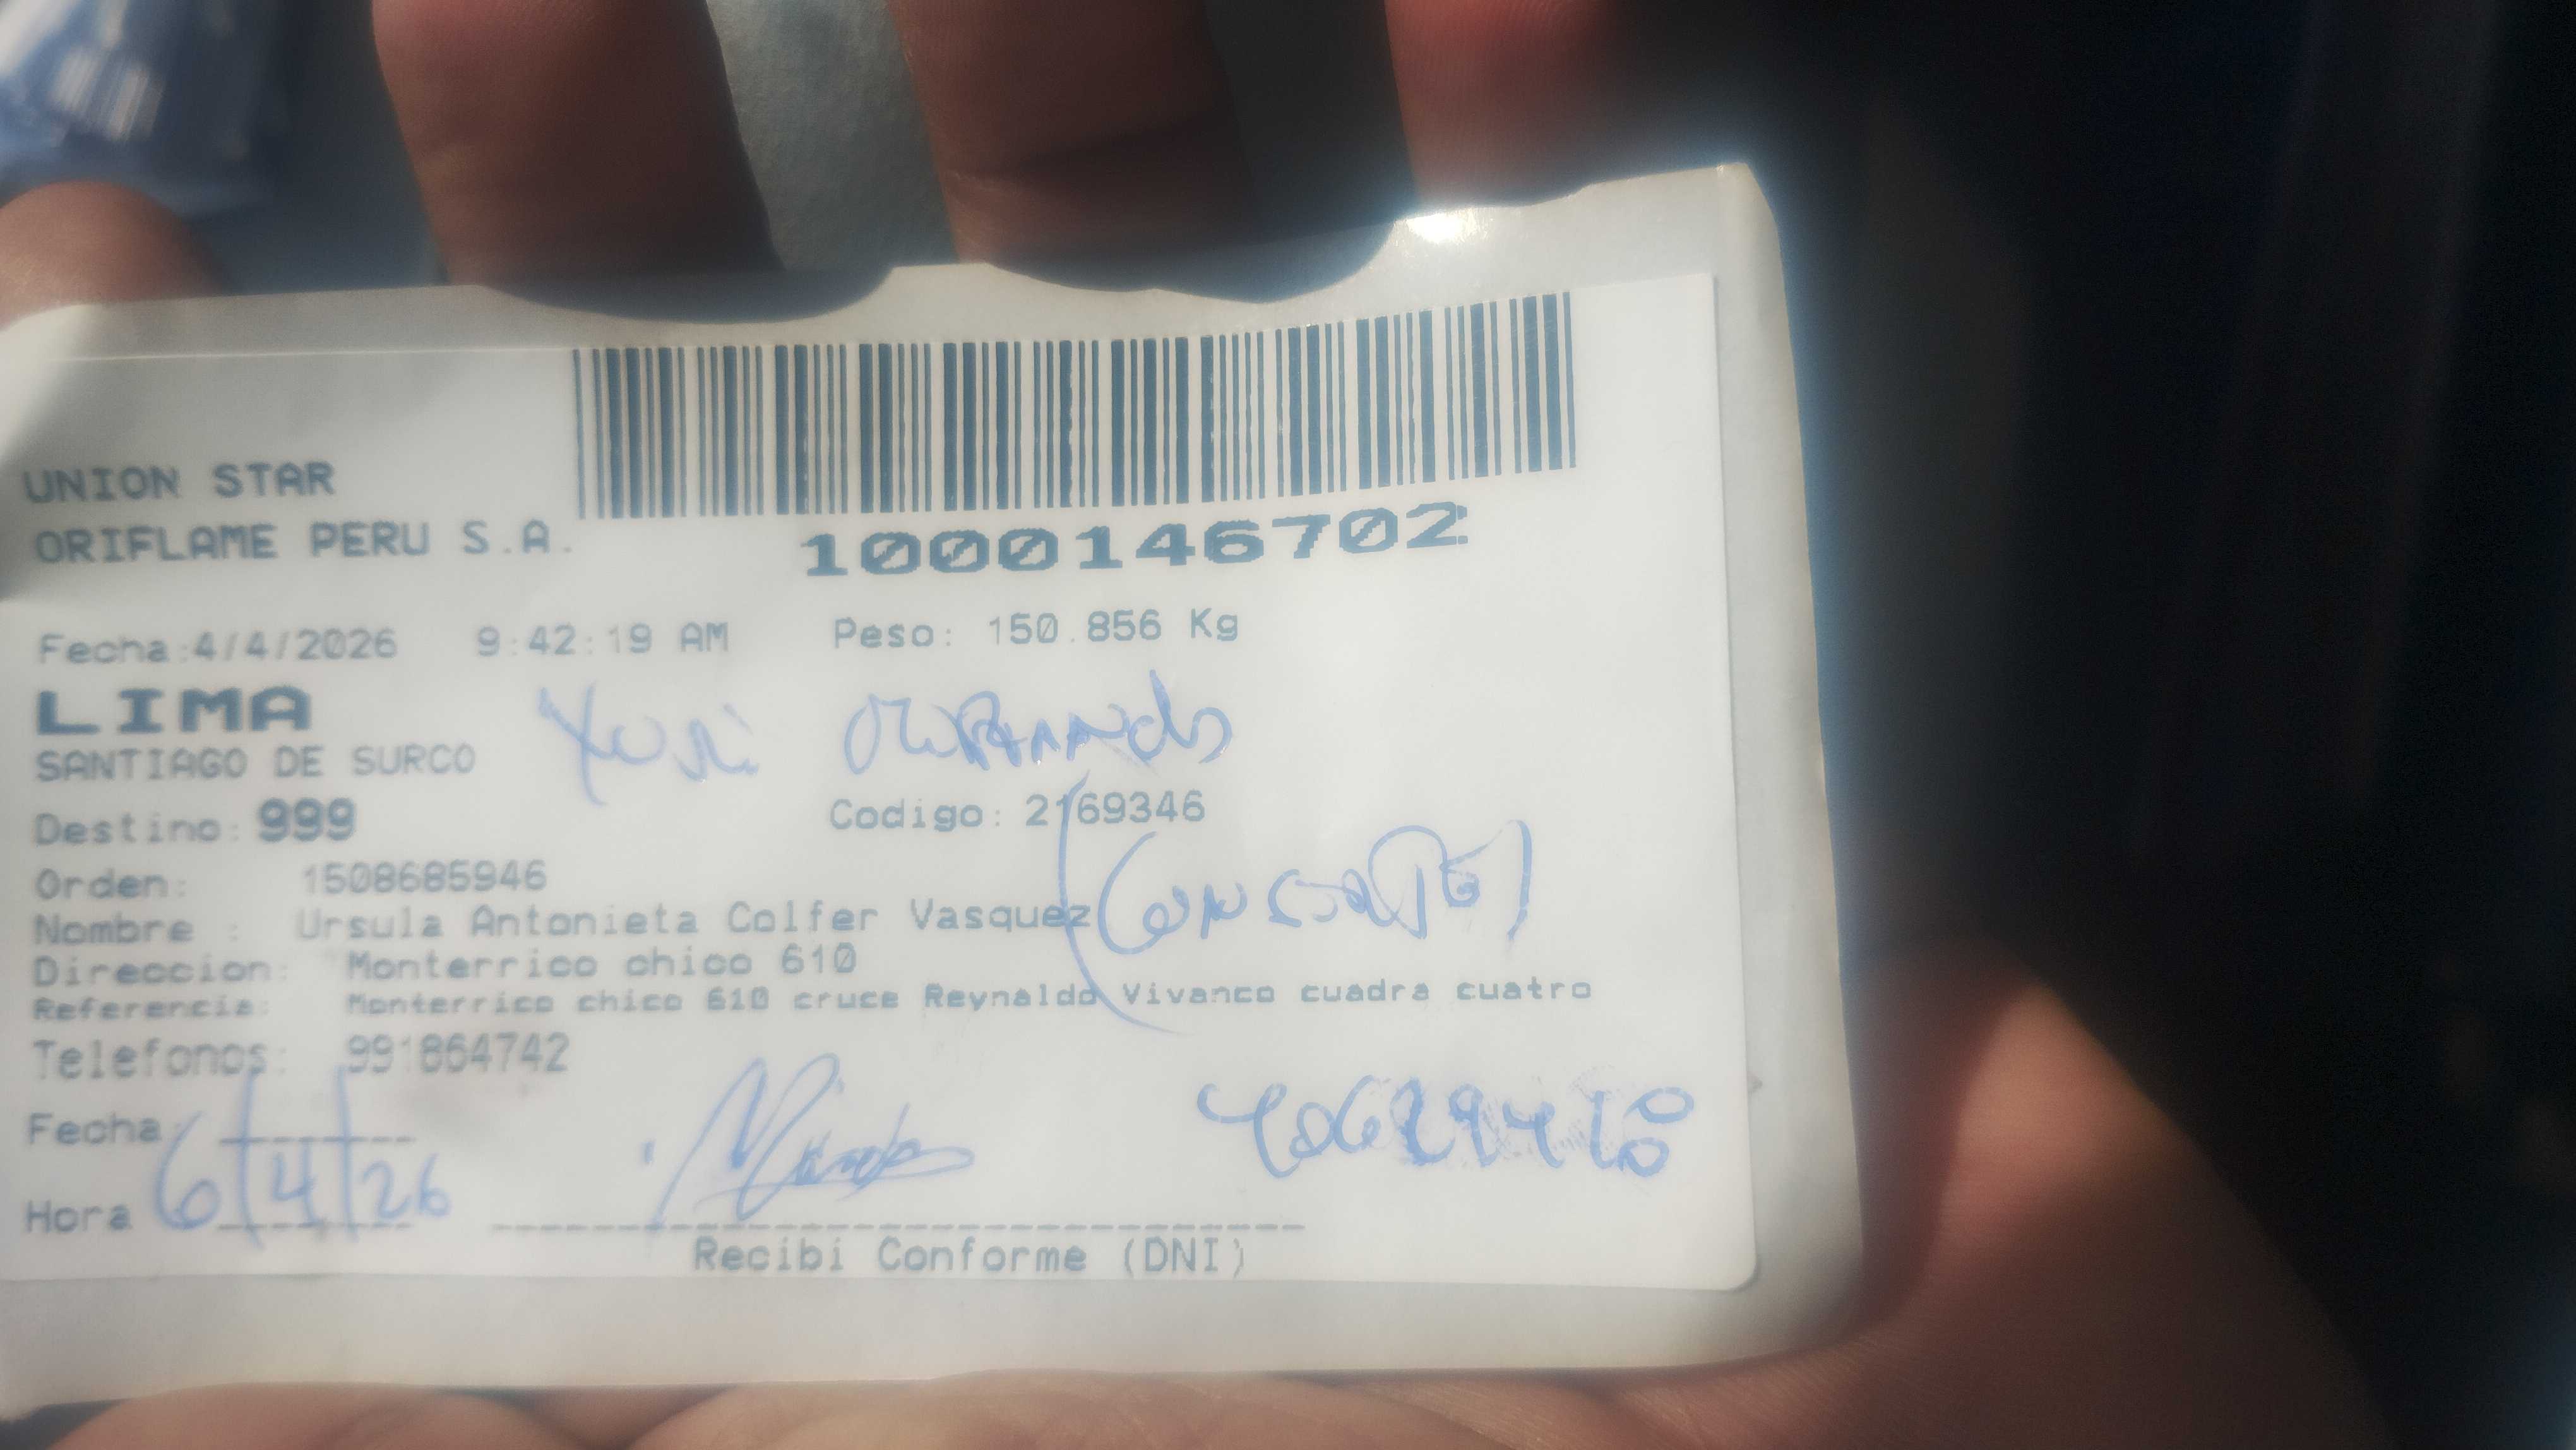 UNION STAR
ORIFLAME PERU S.A.
1000146702
Fecha:4/4/2026 9:42:19 AM Peso: 150.856 Kg
LIMA
Yuri
SANTIAGO DE SURCO
Destino: 999 Codigo: 2169346
Orden: 1508685946
Nombre : Ursula Antonieta Colfer Vasquez
Direccion: Monterrico chico 610
Referencia: Monterrico chico 610 cruce Reynaldo Vivanco cuadra cuatro
Telefonos: 991864742
Fecha
6/4/26
Hora
Recibi Conforme (DNI)